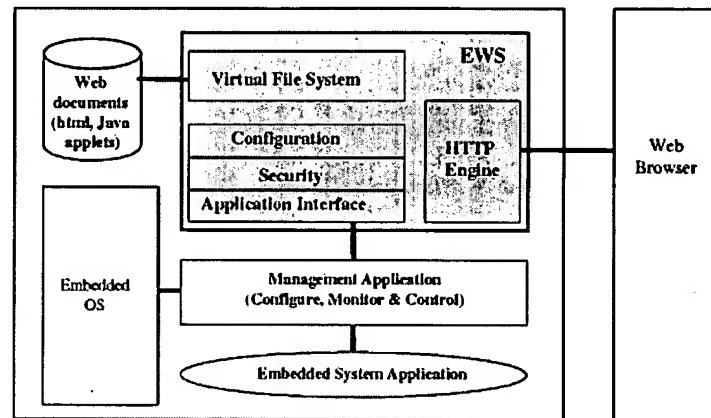 EWS
Virtual File System
Web
documents
(html, Java
applets)
Configuration
Security
Application Interface
HTTP
Engine
Web
Browser
Embedded
OS
Management Application
(Configure, Monitor & Control)
Embedded System Application